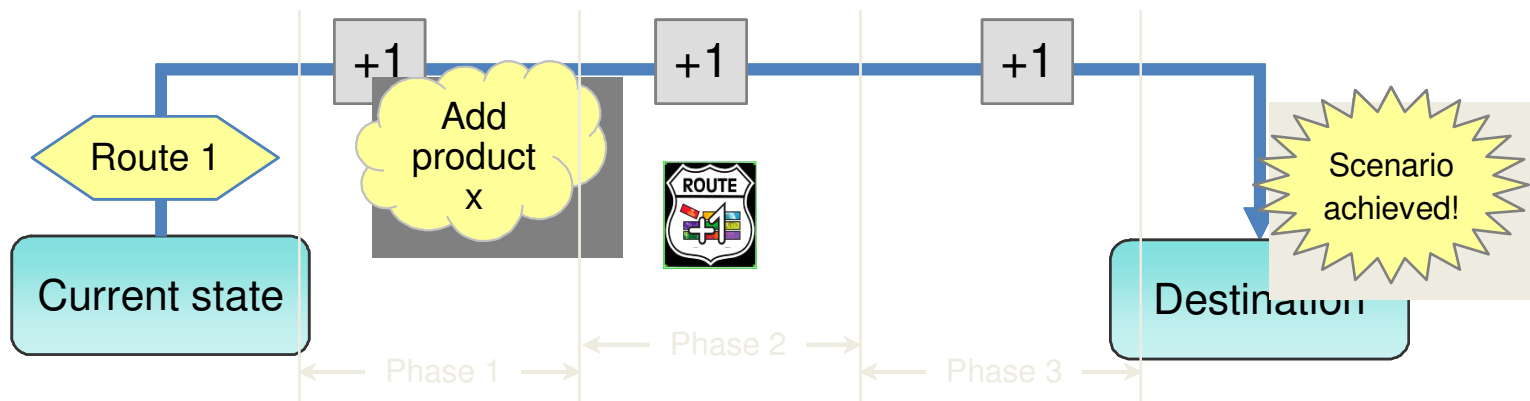 +1
+1
+1
Add
product
x
Route 1
ROUTE
+1
Scenario
achieved!
Current state
Destination
Phase 1
Phase 2
Phase 3